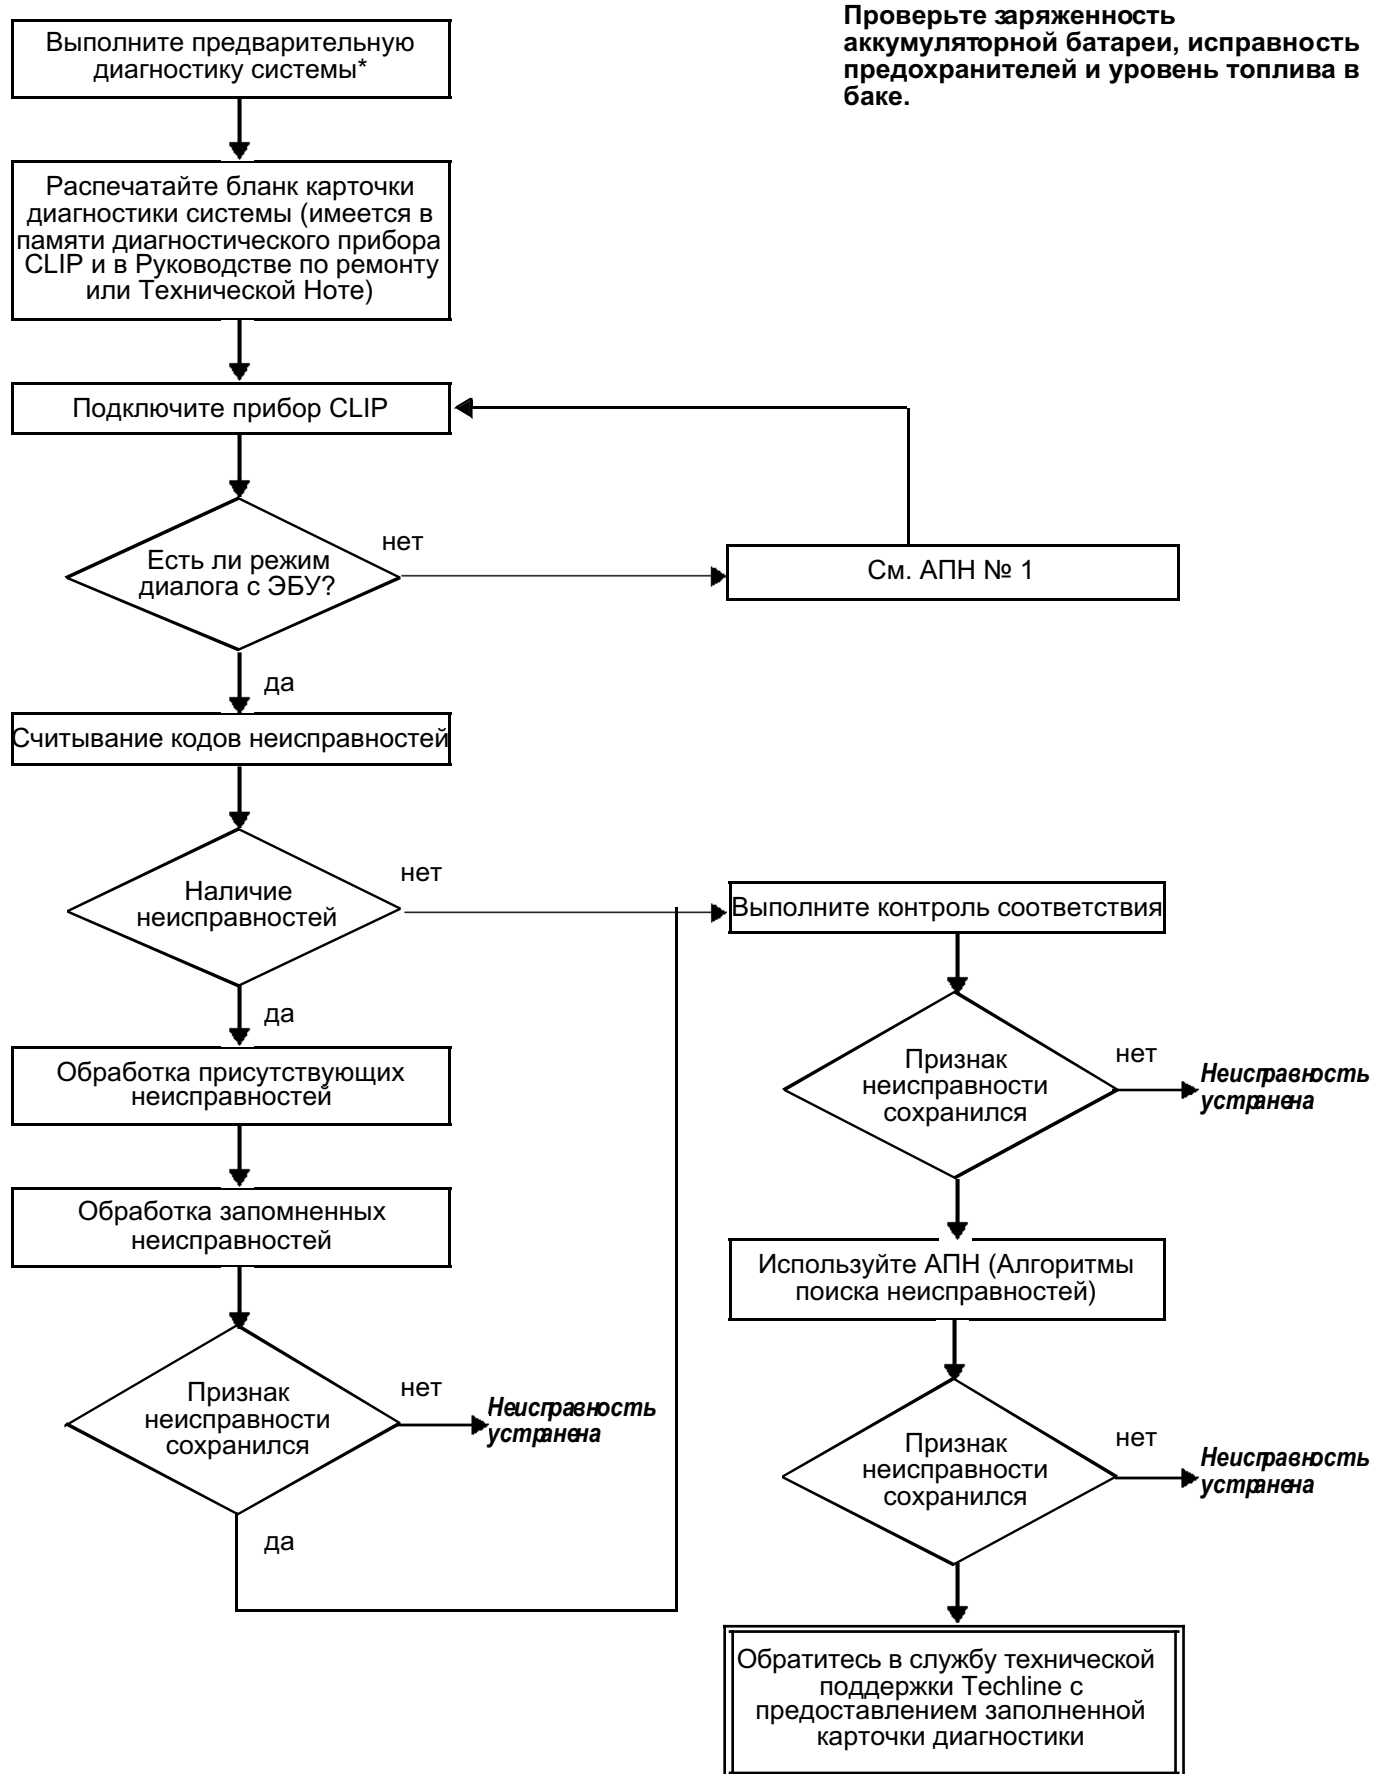 Проверьте заряженность
аккумуляторной батареи, исправность
предохранителей и уровень топлива в
баке.
Выполните предварительную
диагностику системы*
Распечатайте бланк карточки
диагностики системы (имеется в
памяти диагностического прибора
CLIP и в Руководстве по ремонту
или Технической Ноте)
Подключите прибор CLIP
Есть ли режим
диалога с ЭБУ?
нет
См. АПН № 1
да
Считывание кодов неисправностей
Наличие
неисправностей
нет
Выполните контроль соответствия
да
Обработка присутствующих
неисправностей
Обработка запомненных
неисправностей
Признак
неисправности
сохранился
нет
Неисправность
устранена
да
Признак
неисправности
сохранился
нет
Неисправность
устранена
Используйте АПН (Алгоритмы
поиска неисправностей)
Признак
неисправности
сохранился
нет
Неисправность
устранена
Обратитесь в службу технической
поддержки Techline с
предоставлением заполненной
карточки диагностики